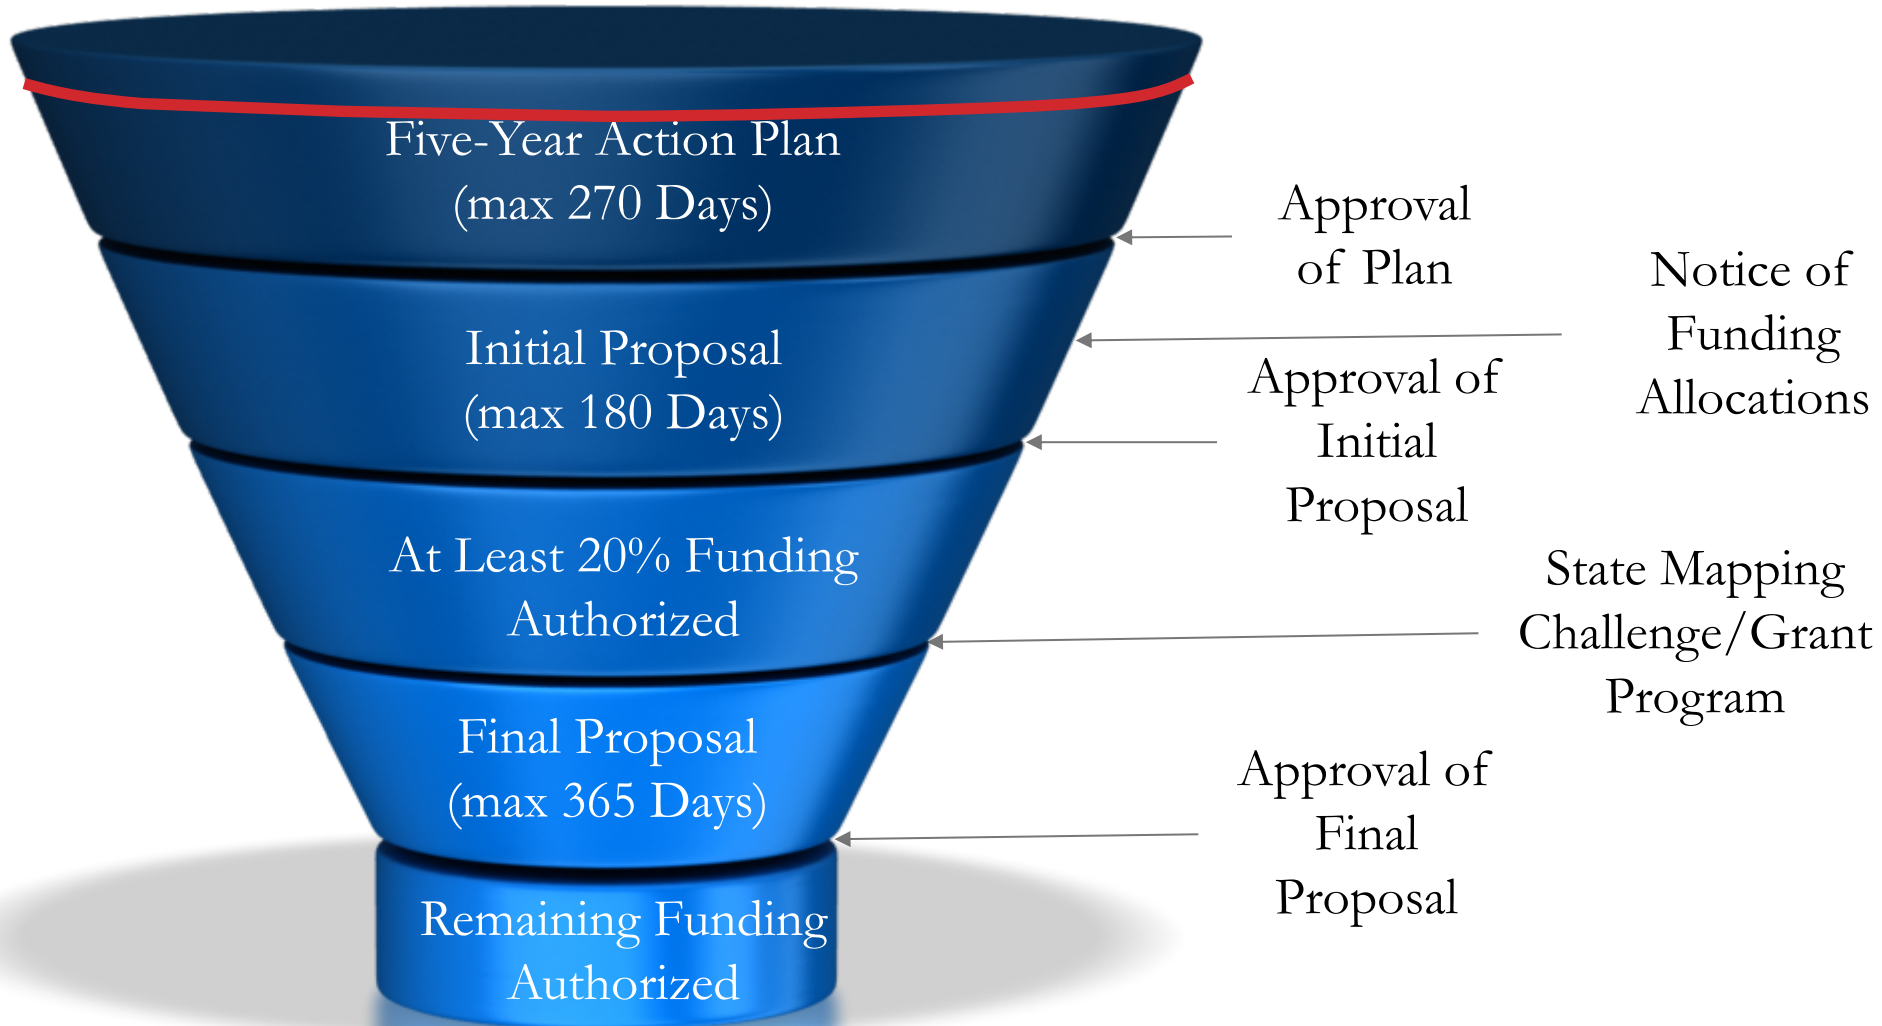 Five-Year Action Plan
(max 270 Days)
Approval
of Plan
Notice of
Funding
Allocations
Initial Proposal
(max 180 Days)
Approval of
Initial
Proposal
At Least 20% Funding
Authorized
State Mapping
Challenge/Grant
Program
Final Proposal
(max 365 Days)
Approval of
Final
Proposal
Remaining Funding
Authorized